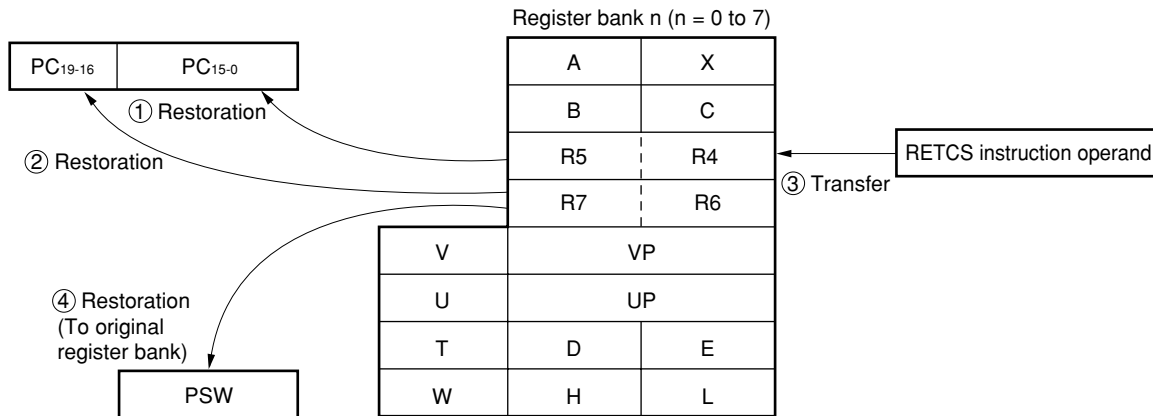 Register bank n (n = 0 to 7)
PC19-16 PC15-0
A X
① Restoration
B C
② Restoration
R5 R4
RETCS instruction operand
③ Transfer
R7 R6
V VP
④ Restoration
(To original
register bank)
U UP
T D E
PSW
W H L